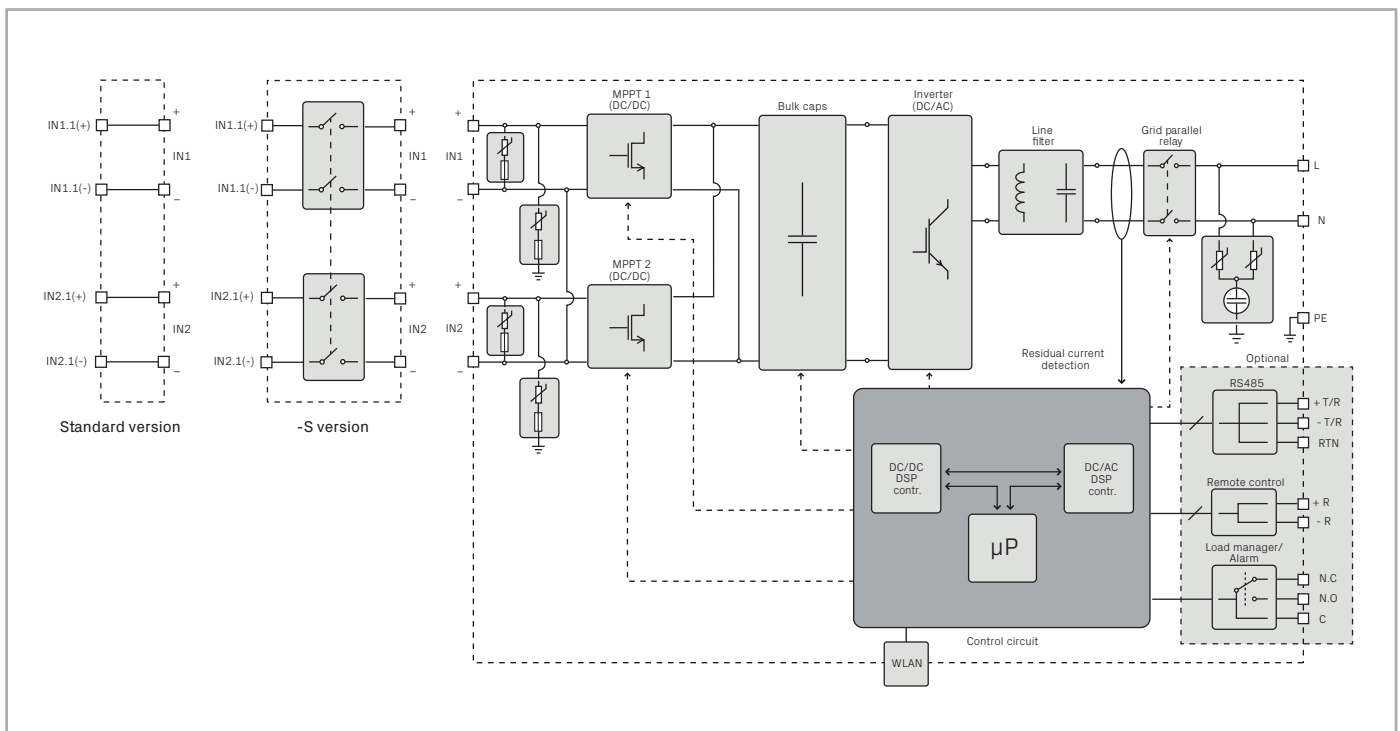 IN1.1(+)
+
IN1
IN1.1(-)
–
IN2.1(+)
+
IN2
IN2.1(-)
–
Standard version
IN1.1(+)
+
IN1
IN1.1(-)
–
IN2.1(+)
+
IN2
IN2.1(-)
–
-S version
+
IN1
–
+
IN2
–
MPPT 1
(DC/DC)
MPPT 2
(DC/DC)
Bulk caps
Inverter
(DC/AC)
Line
filter
Grid parallel
relay
L
N
PE
Residual current
detection
DC/DC
DSP
contr.
DC/AC
DSP
contr.
µP
Control circuit
WLAN
Optional
RS485
+ T/R
- T/R
RTN
Remote control
+ R
- R
Load manager/
Alarm
N.C
N.O
C